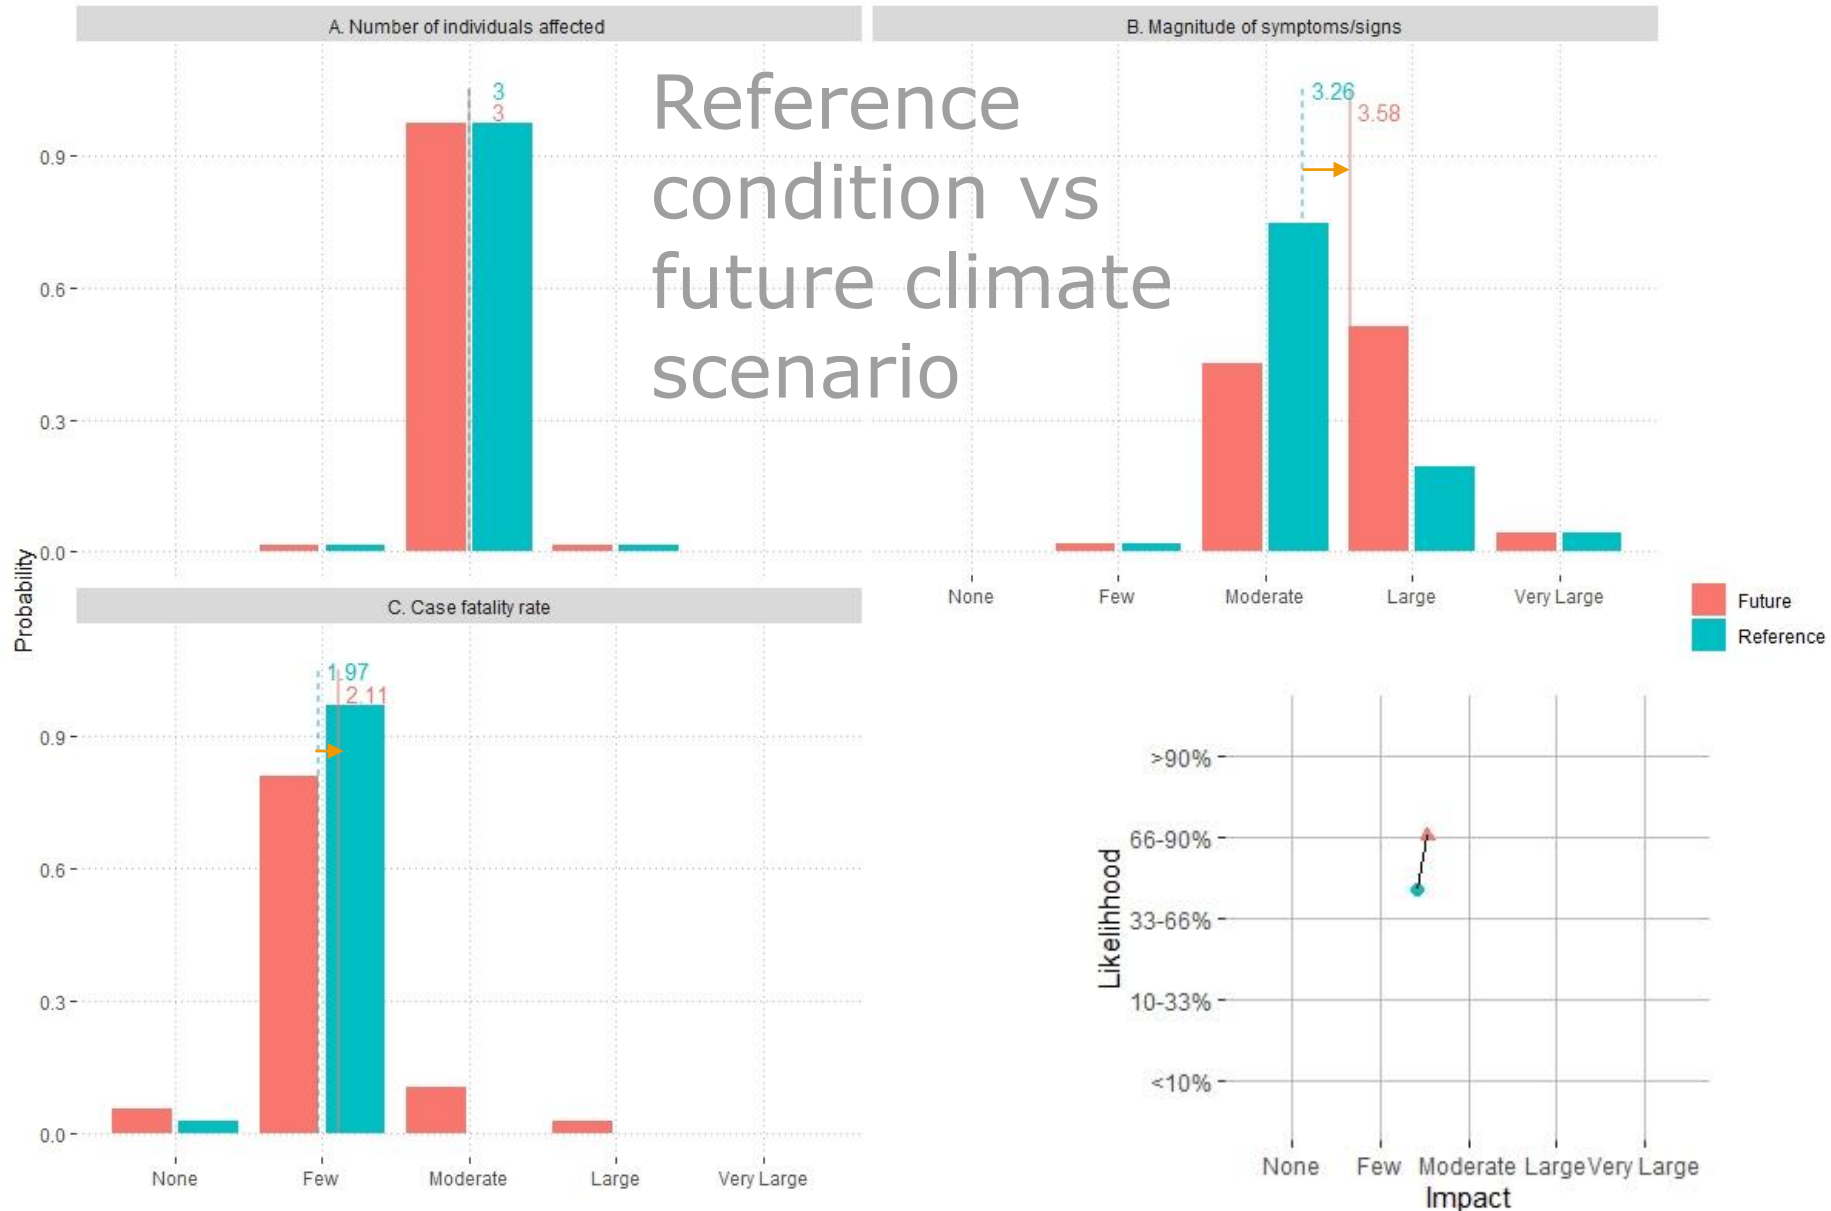 A. Number of individuals affected
B. Magnitude of symptoms/signs
Reference
condition vs
future climate
scenario
3
3
3.26
3.58
0.9
0.6
0.3
0.0
Probability
None Few Moderate Large Very Large
Future
Reference
C. Case fatality rate
1.97
2.11
0.9
0.6
0.3
0.0
None Few Moderate Large Very Large
Likelihhood
>90%
66-90%
33-66%
10-33%
<10%
None Few Moderate Large Very Large
Impact